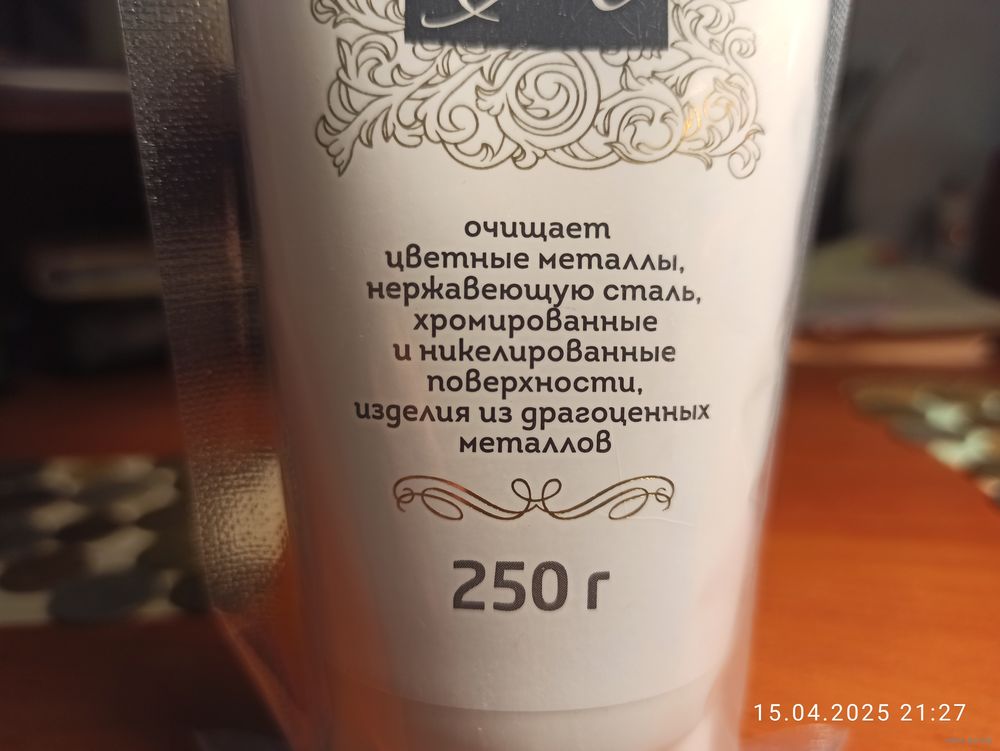 очищает
цветные металлы,
нержавеющую сталь,
хромированные
и никелированные
поверхности,
изделия из драгоценных
металлов
250 г
15.04.2025 21:27